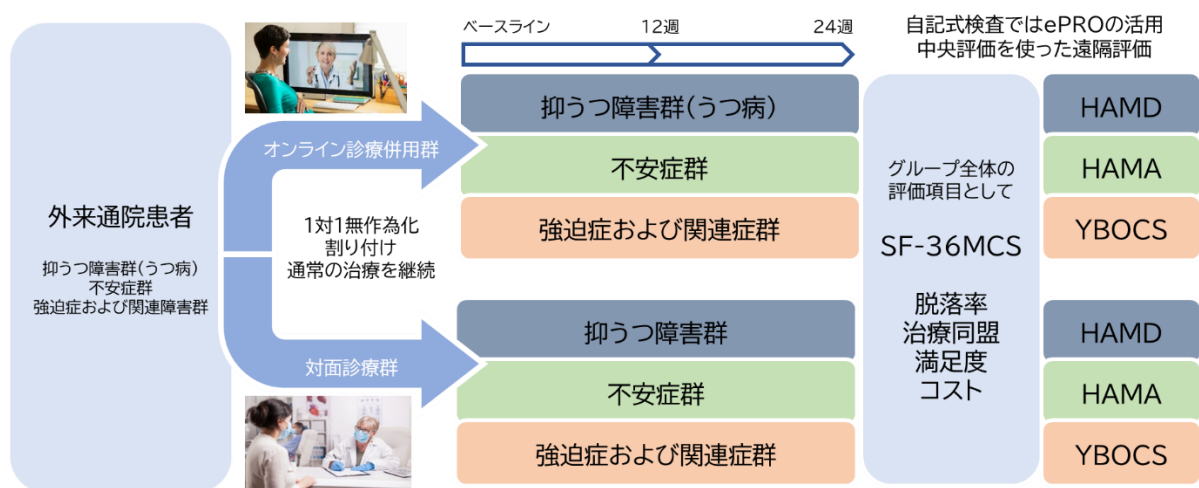 外来通院患者
抑うつ障害群(うつ病)
不安症群
強迫症および関連障害群
オンライン診療併用群
1対1無作為化
割り付け
通常の治療を継続
対面診療群
ベースライン
12週
24週
抑うつ障害群(うつ病)
不安症群
強迫症および関連症群
抑うつ障害群
不安症群
強迫症および関連症群
グループ全体の
評価項目として
SF-36MCS
脱落率
治療同盟
満足度
コスト
自記式検査ではePROの活用
中央評価を使った遠隔評価
HAMD
HAMA
YBOCS
HAMD
HAMA
YBOCS